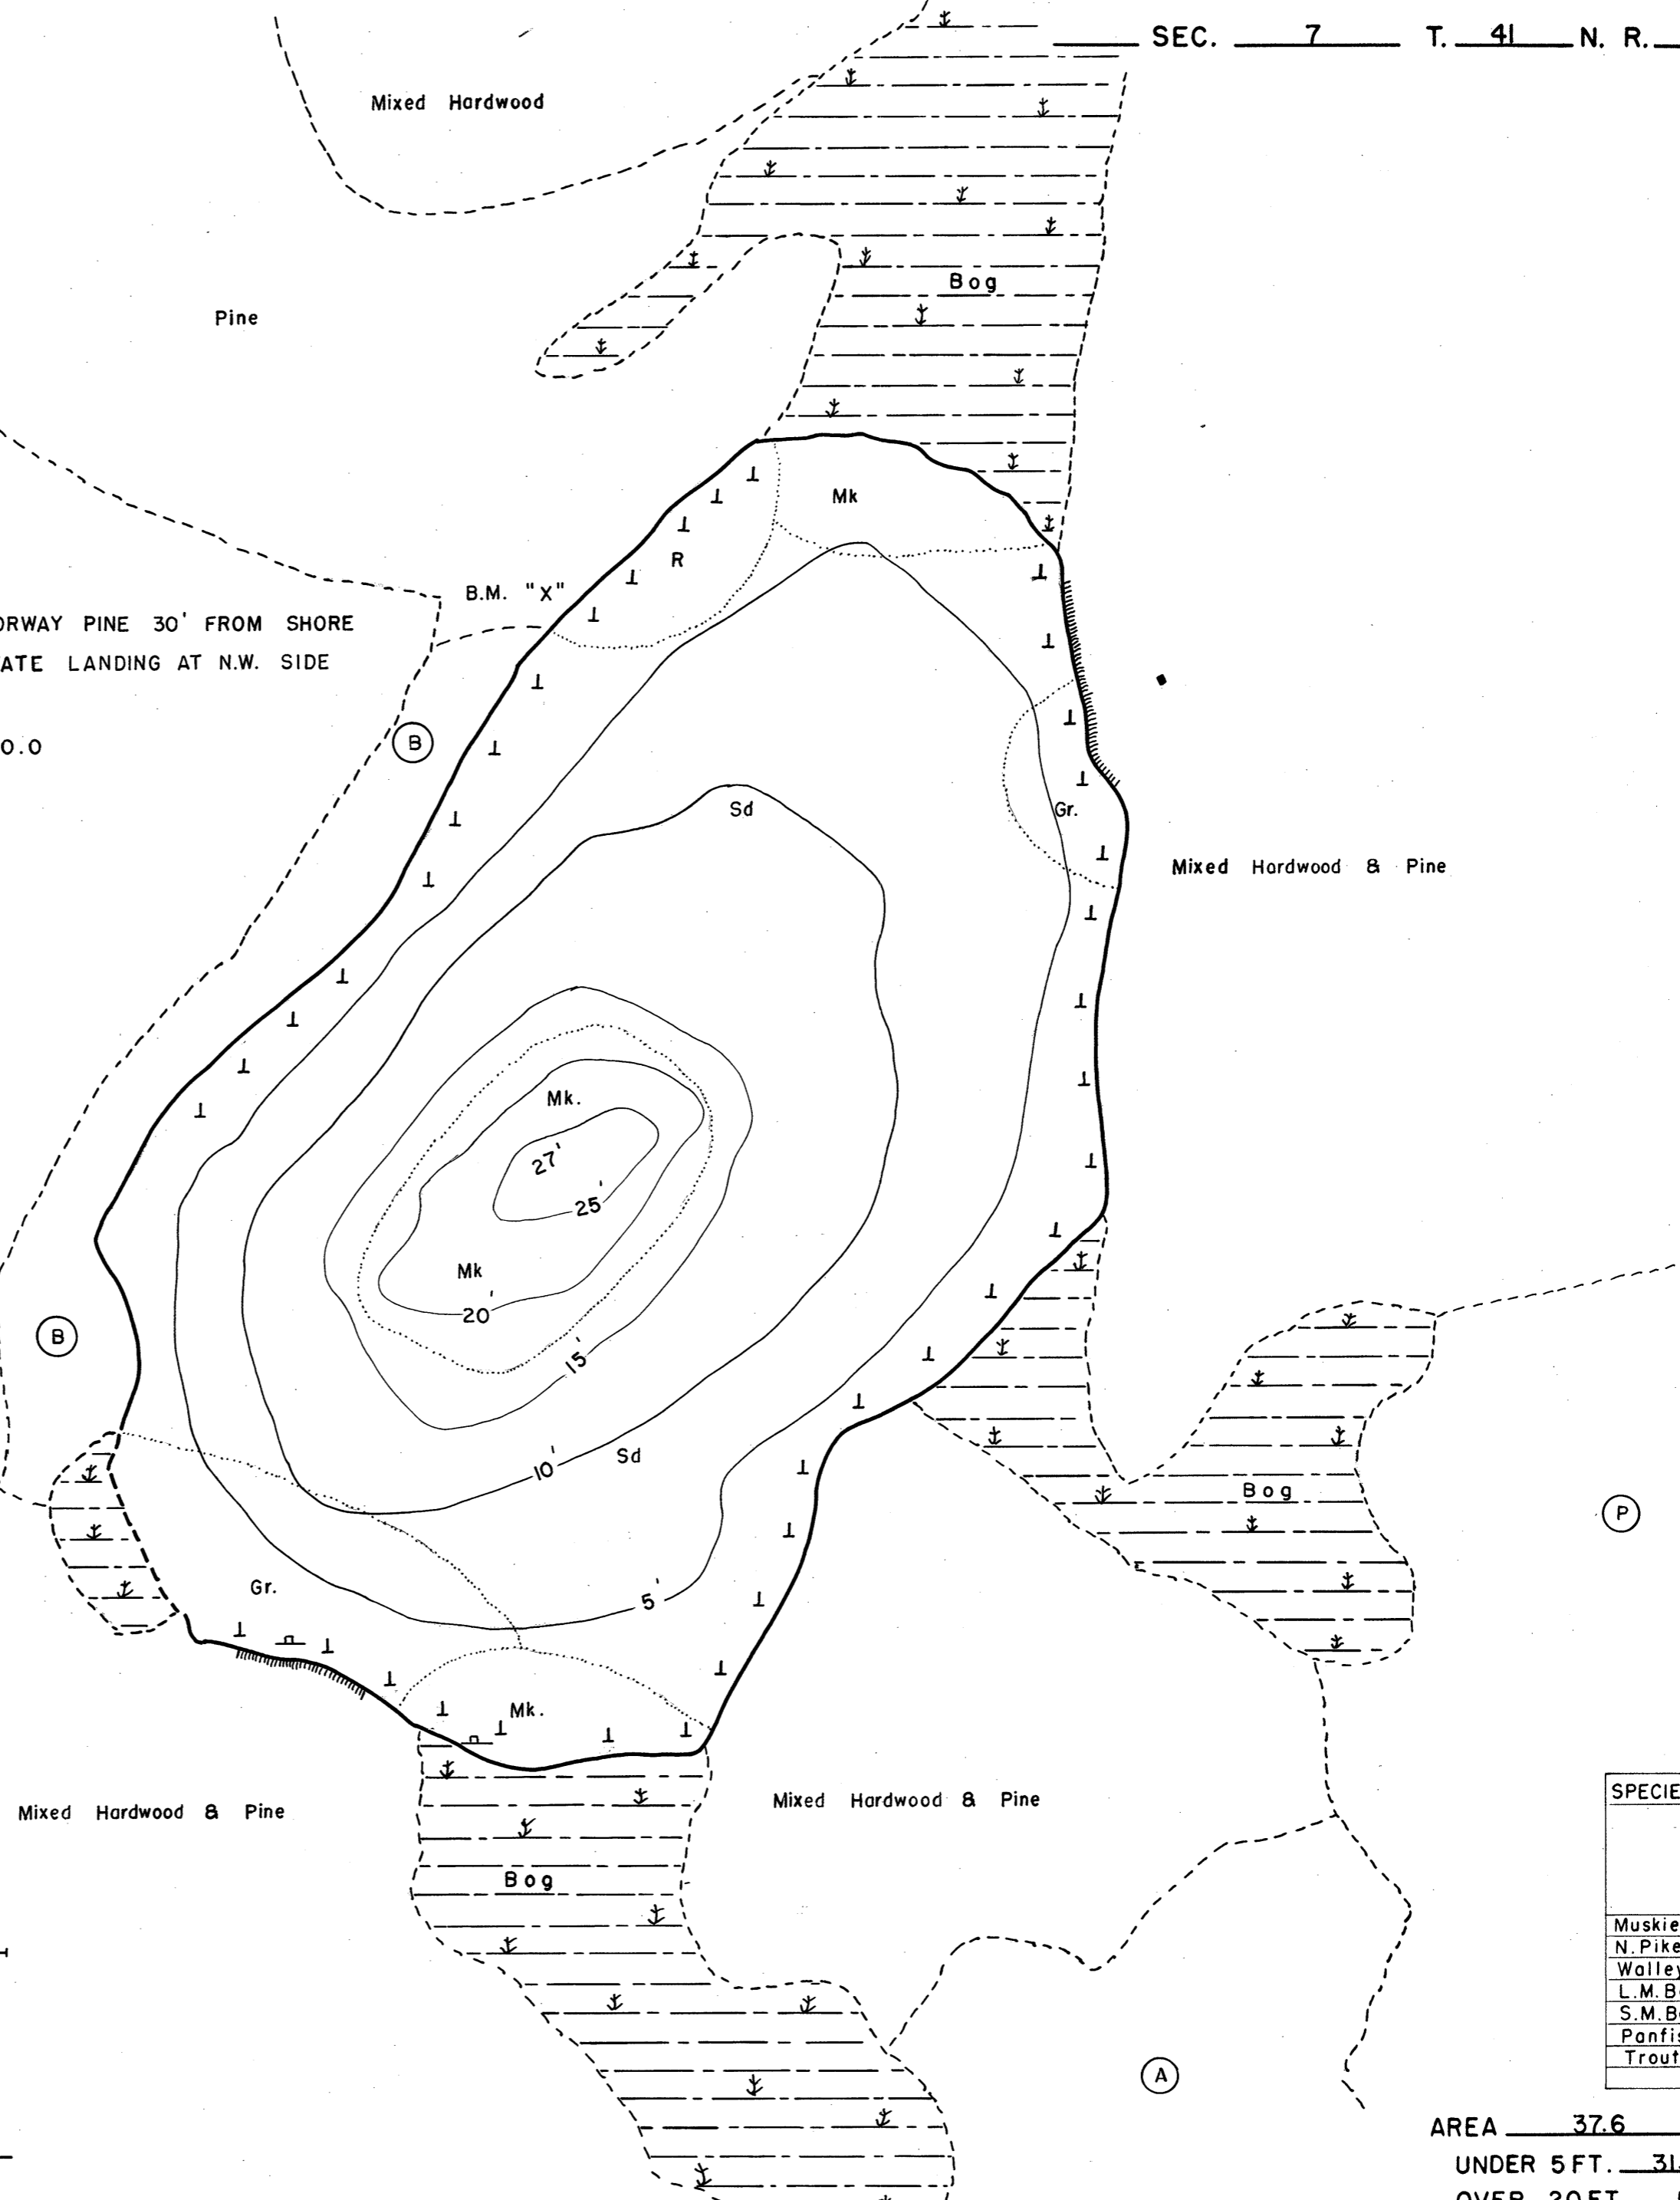 SEC. 7 T. 41 N. R.
Mixed Hardwood
Bog
Pine
Mk
R
B.M. "X"
ORWAY PINE 30' FROM SHORE
ATE LANDING AT N.W. SIDE
0.0
B
Sd
Gr.
Mixed Hardwood & Pine
Mk.
27'
25'
Mk
20'
B
15'
10'
Sd
Bog
P
Gr.
5'
Mk.
Mixed Hardwood & Pine
Mixed Hardwood & Pine
Bog
A
SPECIE
Muskie
N. Pike
Walley
L.M. B
S.M. B
Panfis
Trout
AREA 37.6
UNDER 5 FT. 31
OVER 20 FT.